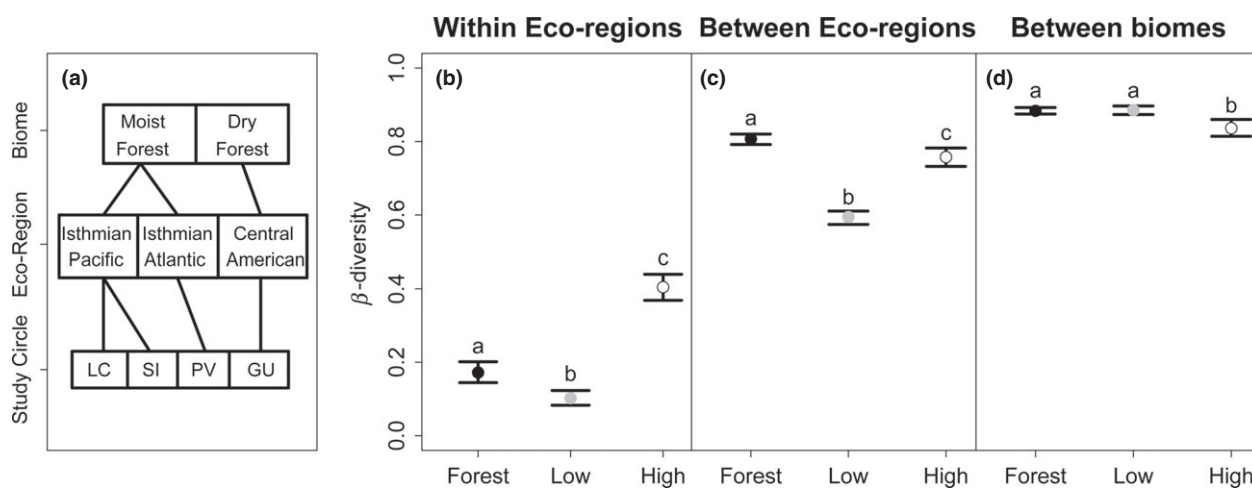 Within Eco-regions Between Eco-regions Between biomes
(a)
Biome
Moist Forest
Dry Forest
Eco-Region
Isthmian Pacific
Isthmian Atlantic
Central American
Study Circle
LC SI PV GU
β-diversity
1.0
0.8
0.6
0.4
0.2
0.0
(b)
a
b
c
Forest Low High
(c)
a
b
c
Forest Low High
(d)
a
a
b
Forest Low High